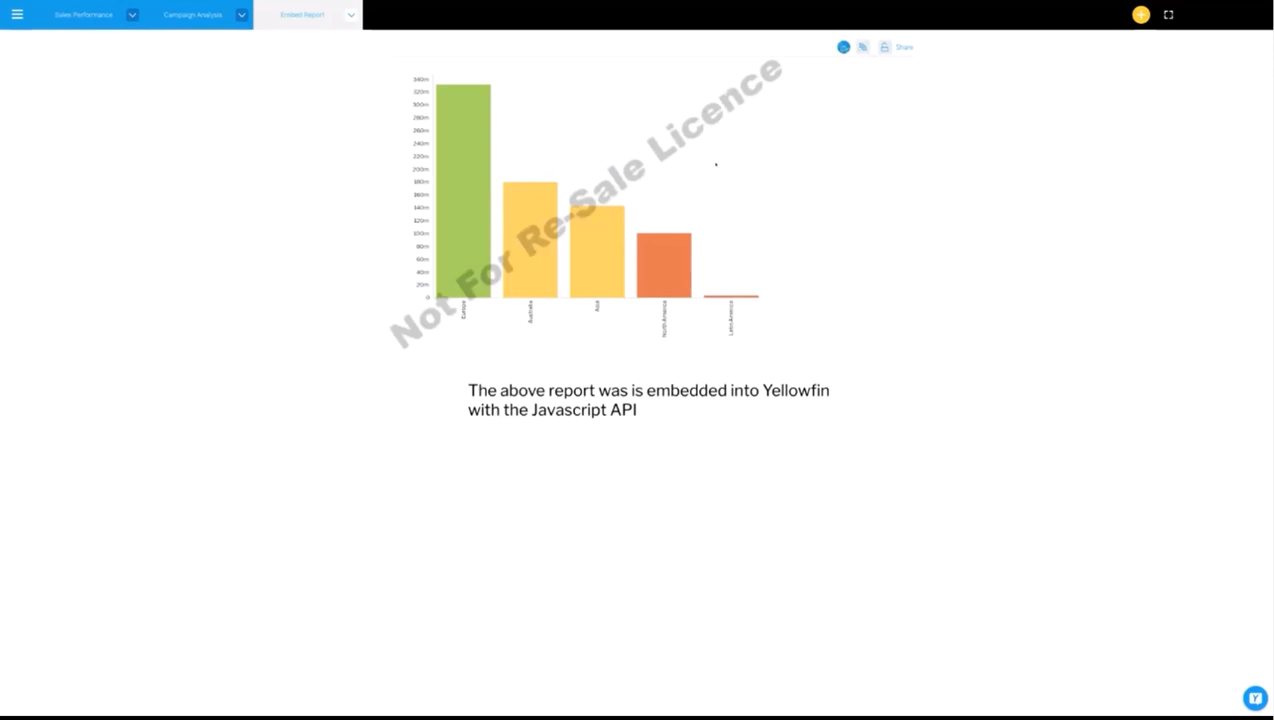 Sales Performance
Campaign Analysis
Embed Report
Share
340m
320m
300m
280m
260m
240m
220m
200m
180m
160m
140m
120m
100m
80m
60m
40m
20m
0
Europe
Australia
Asia
North America
Latin America
Not For Re-Sale Licence
The above report was is embedded into Yellowfin
with the Javascript API